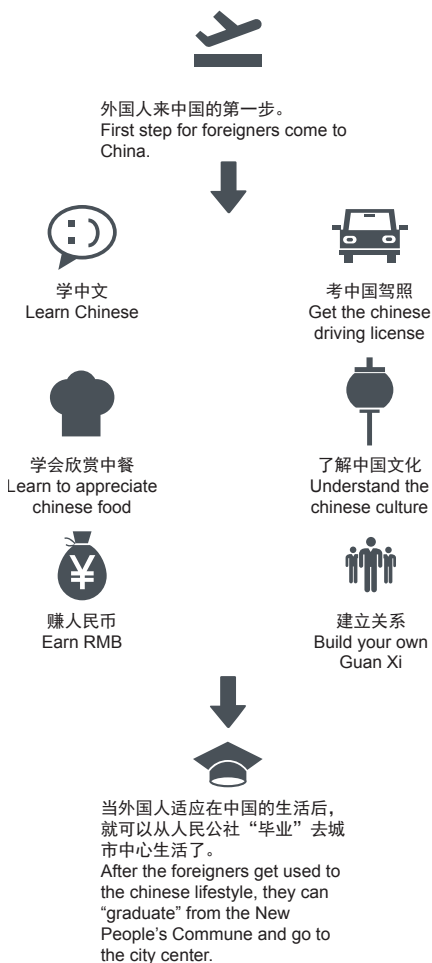 外国人来中国的第一步。
First step for foreigners come to
China.
学中文
Learn Chinese
考中国驾照
Get the chinese
driving license
学会欣赏中餐
Learn to appreciate
chinese food
了解中国文化
Understand the
chinese culture
¥
赚人民币
Earn RMB
建立关系
Build your own
Guan Xi
当外国人适应在中国的生活后，
就可以从人民公社“毕业”去城
市中心生活了。
After the foreigners get used to
the chinese lifestyle, they can
“graduate” from the New
People’s Commune and go to
the city center.